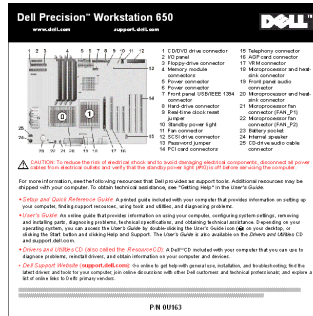 Dell Precision™ Workstation 650
www.dell.com
support.dell.com
DELL™
1 CD/DVD drive connector
2 I/O panel
3 Floppy-drive connector
4 Memory module connectors
5 Power connector
6 Power connector
7 Front panel USB/IEEE 1394 connector
8 Hard-drive connector
9 Real-time clock reset jumper
10 Standby power light
11 Fan connector
12 SCSI drive connector
13 Password jumper
14 PCI card connectors
15 Telephony connector
16 AGP card connector
17 VRM connector
18 Microprocessor and heat-sink connector
19 Front panel audio connector
20 Microprocessor and heat-sink connector
21 Microprocessor fan connector (FAN_P1)
22 Microprocessor fan connector (FAN_P2)
23 Battery socket
24 Internal speaker
25 CD-drive audio cable connector
CAUTION: To reduce the risk of electrical shock and to avoid damaging electrical components, disconnect all power
cables from electrical outlets and verify that the standby power light (PWR) is off before servicing the computer.
For more information, see the following resources that Dell provides as support tools. Additional resources may be
shipped with your computer. To obtain technical assistance, see "Getting Help" in the User's Guide.
• Setup and Quick Reference Guide: A printed guide included with your computer that provides information on setting up
your computer, finding support resources, using tools and utilities, and diagnosing problems.
• User's Guide: An online guide that provides information on using your computer, configuring system settings, removing
and installing parts, diagnosing problems, technical specifications, and obtaining technical assistance. Depending on your
operating system, you can access the User's Guide by double-clicking the User's Guide icon on your desktop, or
clicking the Start button and clicking Help and Support. The User's Guide is also available on the Drivers and Utilities CD
and support.dell.com.
• Drivers and Utilities CD (also called the Resource CD): A Dell™ CD included with your computer that you can use to
diagnose problems, reinstall drivers, and obtain information on your computer and devices.
• Dell Support Website (support.dell.com): Go online to get help with general use, installation, and troubleshooting; find the
latest drivers and tools for your computer; join online discussions with other Dell customers and technical professionals; and explore a
list of online links to Dell's primary vendors.
P/N 0U163